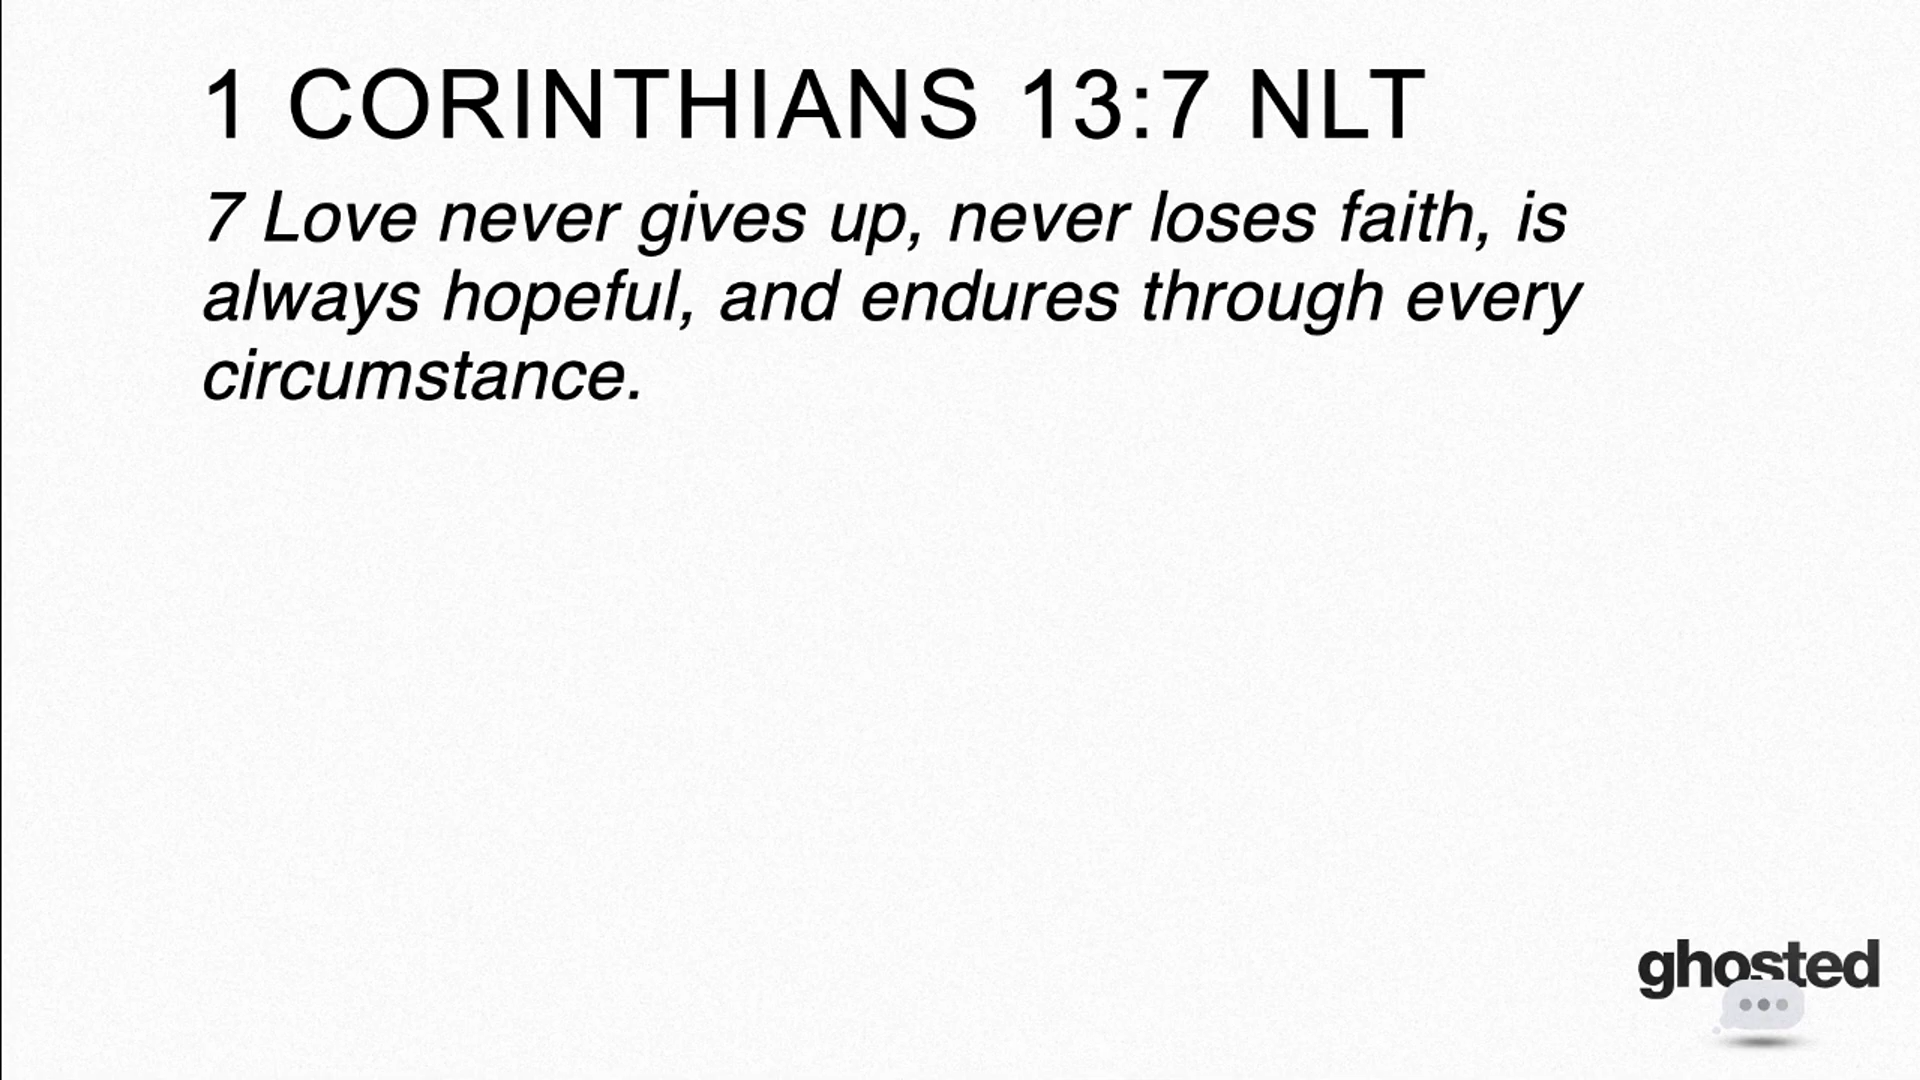 1 CORINTHIANS 13:7 NLT
7 Love never gives up, never loses faith, is
always hopeful, and endures through every
circumstance.
ghosted